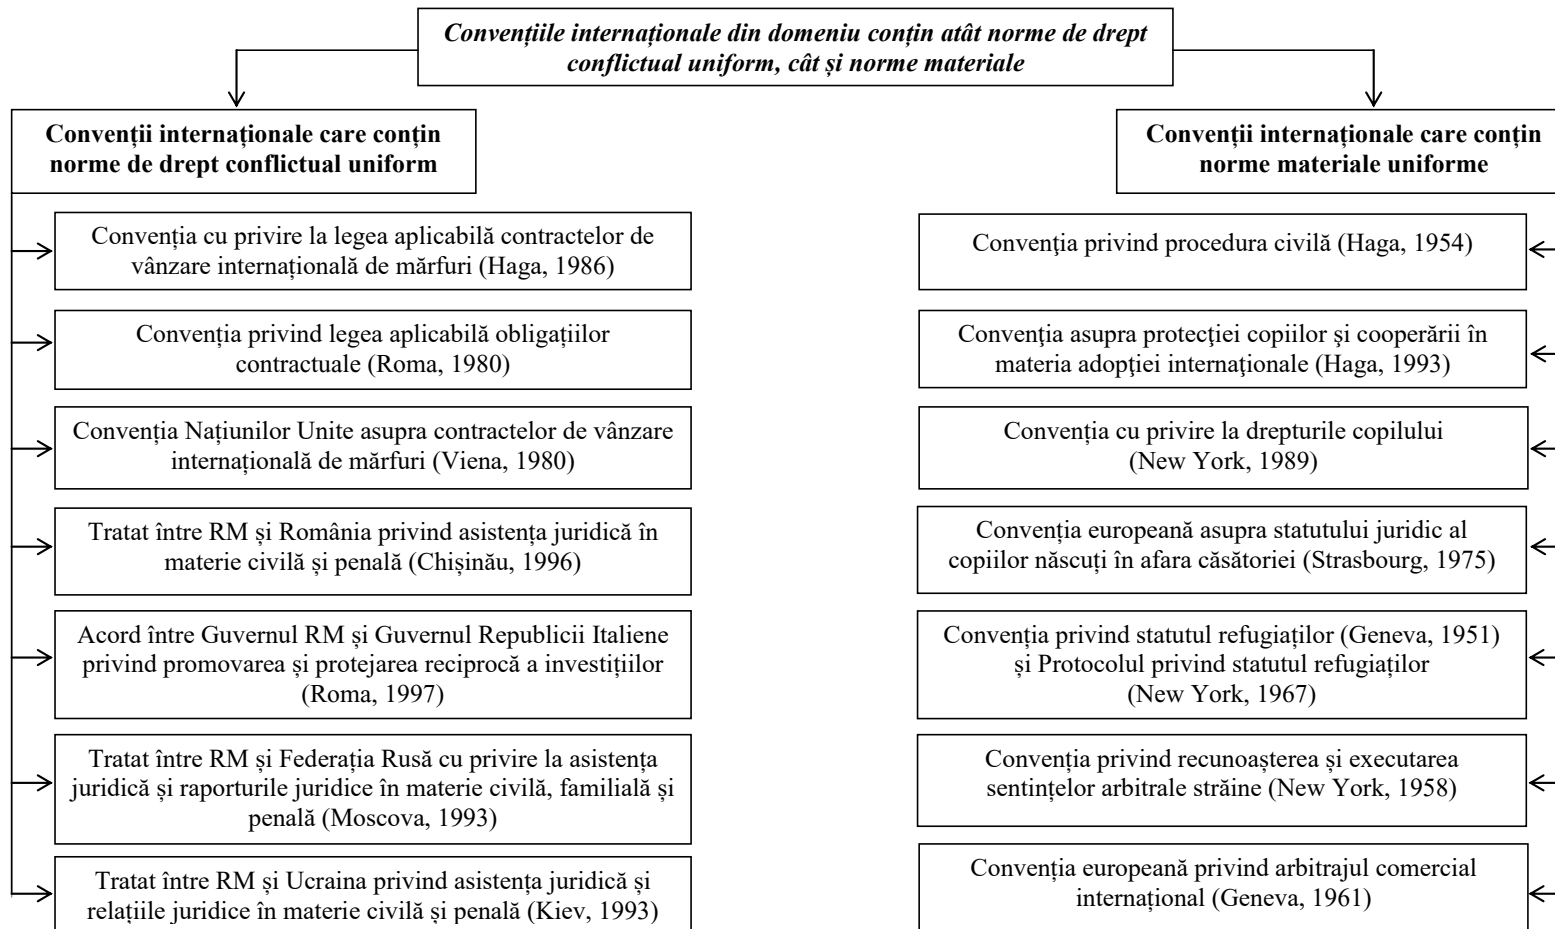 Convențiile internaționale din domeniu conțin atât norme de drept
conflictual uniform, cât și norme materiale
Convenții internaționale care conțin
norme de drept conflictual uniform
Convenția cu privire la legea aplicabilă contractelor de
vânzare internațională de mărfuri (Haga, 1986)
Convenția privind legea aplicabilă obligațiilor
contractuale (Roma, 1980)
Convenția Națiunilor Unite asupra contractelor de vânzare
internațională de mărfuri (Viena, 1980)
Tratat între RM și România privind asistența juridică în
materie civilă și penală (Chișinău, 1996)
Acord între Guvernul RM și Guvernul Republicii Italiene
privind promovarea și protejarea reciprocă a investițiilor
(Roma, 1997)
Tratat între RM și Federația Rusă cu privire la asistența
juridică și raporturile juridice în materie civilă, familială și
penală (Moscova, 1993)
Tratat între RM și Ucraina privind asistența juridică și
relațiile juridice în materie civilă și penală (Kiev, 1993)
Convenții internaționale care conțin
norme materiale uniforme
Convenţia privind procedura civilă (Haga, 1954)
Convenţia asupra protecţiei copiilor şi cooperării în
materia adopţiei internaţionale (Haga, 1993)
Convenția cu privire la drepturile copilului
(New York, 1989)
Convenția europeană asupra statutului juridic al
copiilor născuți în afara căsătoriei (Strasbourg, 1975)
Convenția privind statutul refugiaților (Geneva, 1951)
și Protocolul privind statutul refugiaților
(New York, 1967)
Convenția privind recunoașterea și executarea
sentințelor arbitrale străine (New York, 1958)
Convenția europeană privind arbitrajul comercial
internațional (Geneva, 1961)